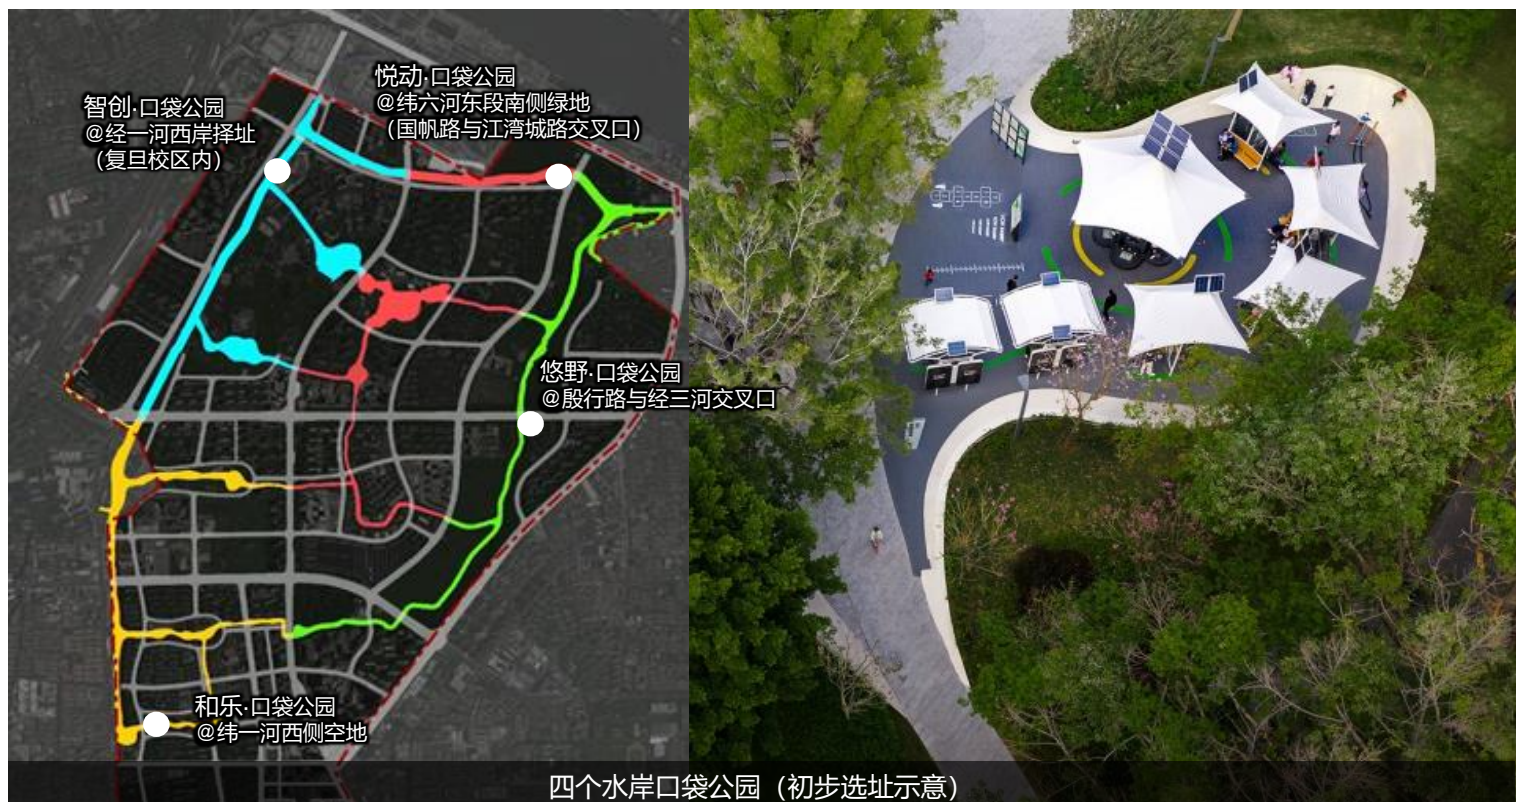 悦动·口袋公园
@纬六河东段南侧绿地
（国帆路与江湾城路交叉口）
智创·口袋公园
@经一河西岸择址
（复旦校区内）
悠野·口袋公园
@殷行路与经三河交叉口
和乐·口袋公园
@纬一河西侧空地
四个水岸口袋公园（初步选址示意）